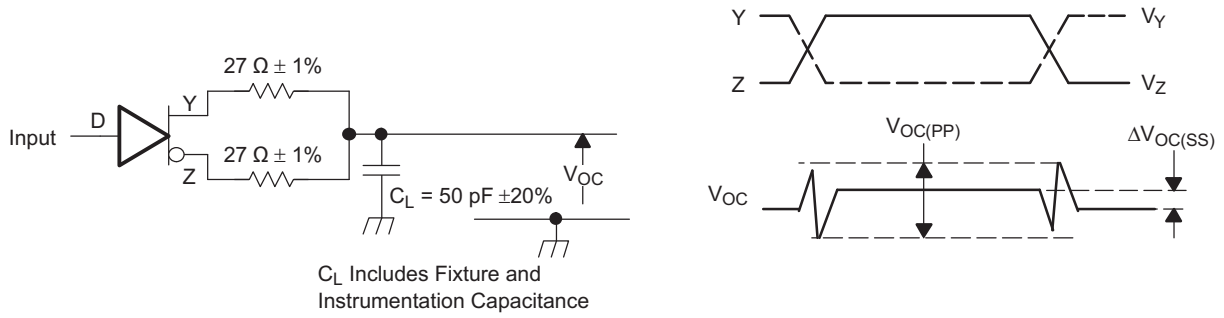 27 Ω ± 1%
Input
D
Y
27 Ω ± 1%
Z
C_L = 50 pF ±20%
V_OC
C_L Includes Fixture and
Instrumentation Capacitance
Y
V_Y
Z
V_Z
V_OC(PP)
ΔV_OC(SS)
V_OC